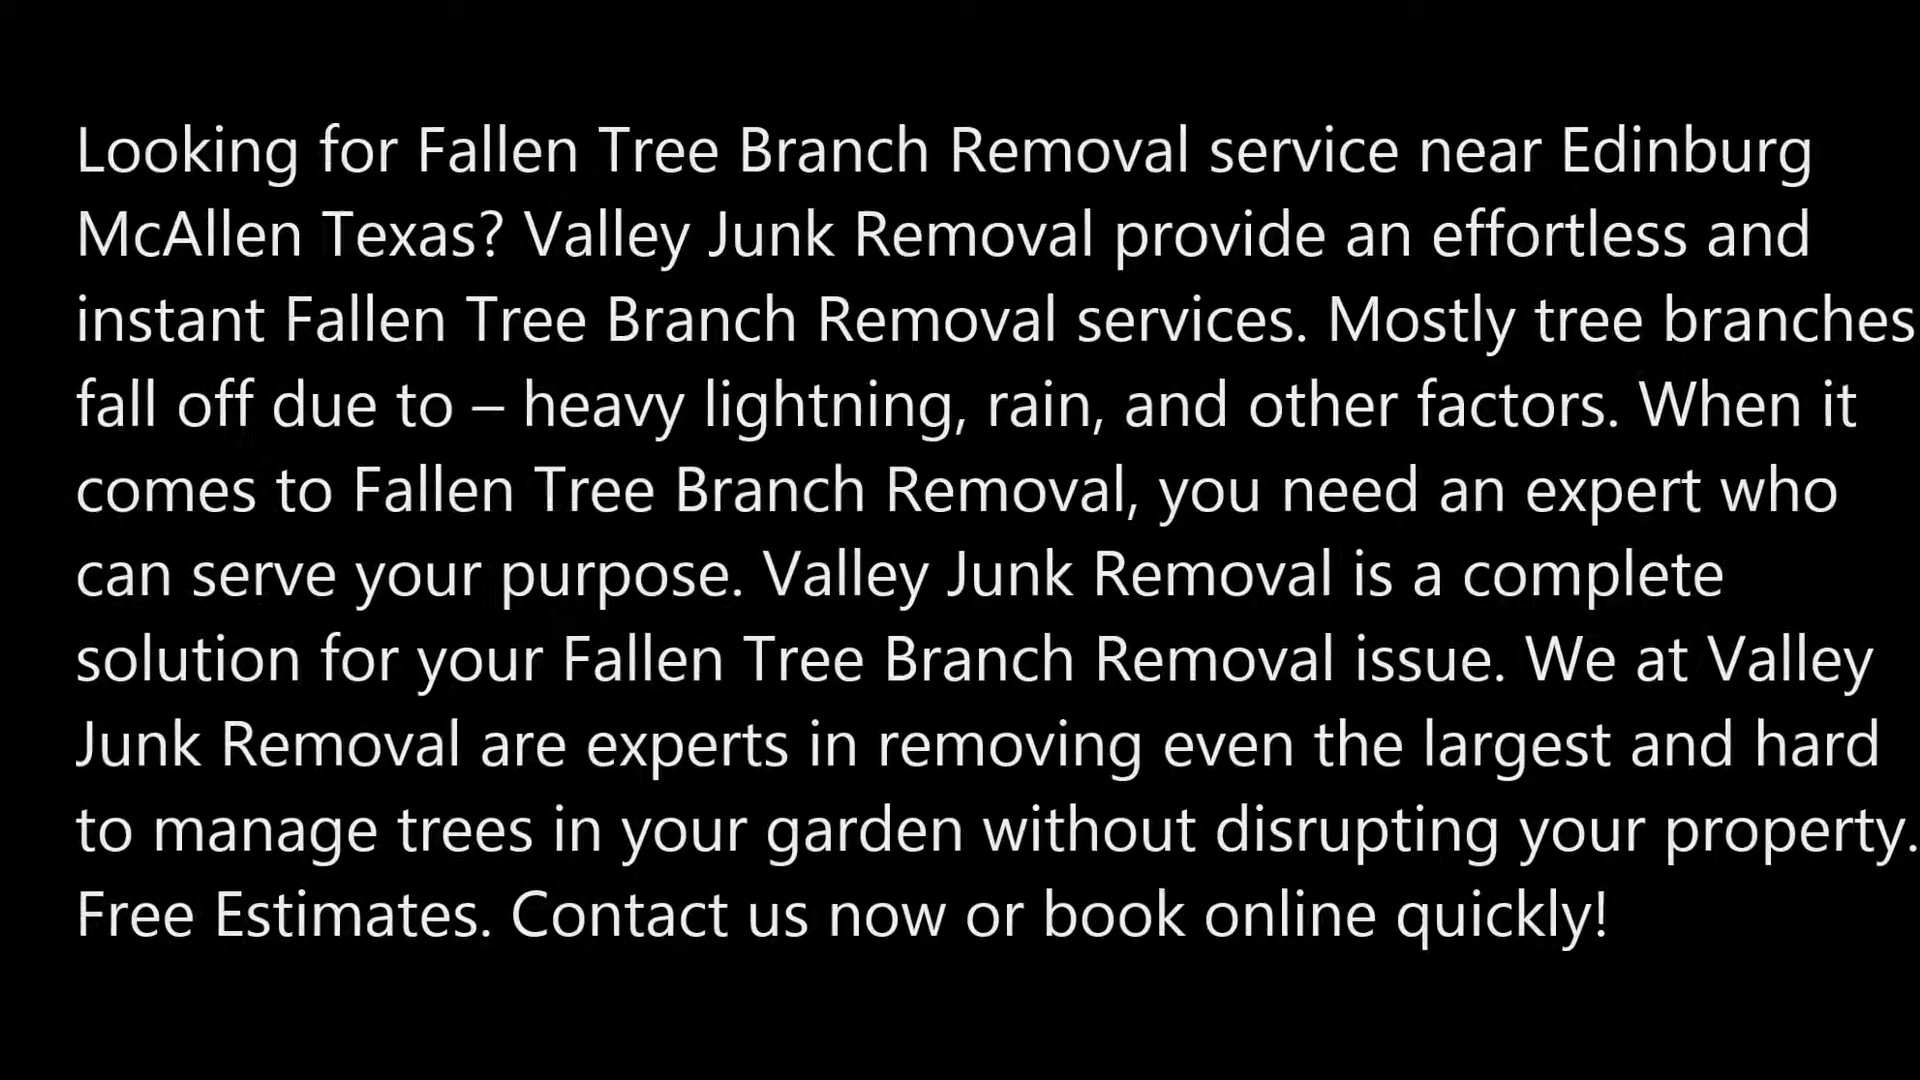 Looking for Fallen Tree Branch Removal service near Edinburg
McAllen Texas? Valley Junk Removal provide an effortless and
instant Fallen Tree Branch Removal services. Mostly tree branches
fall off due to – heavy lightning, rain, and other factors. When it
comes to Fallen Tree Branch Removal, you need an expert who
can serve your purpose. Valley Junk Removal is a complete
solution for your Fallen Tree Branch Removal issue. We at Valley
Junk Removal are experts in removing even the largest and hard
to manage trees in your garden without disrupting your property.
Free Estimates. Contact us now or book online quickly!